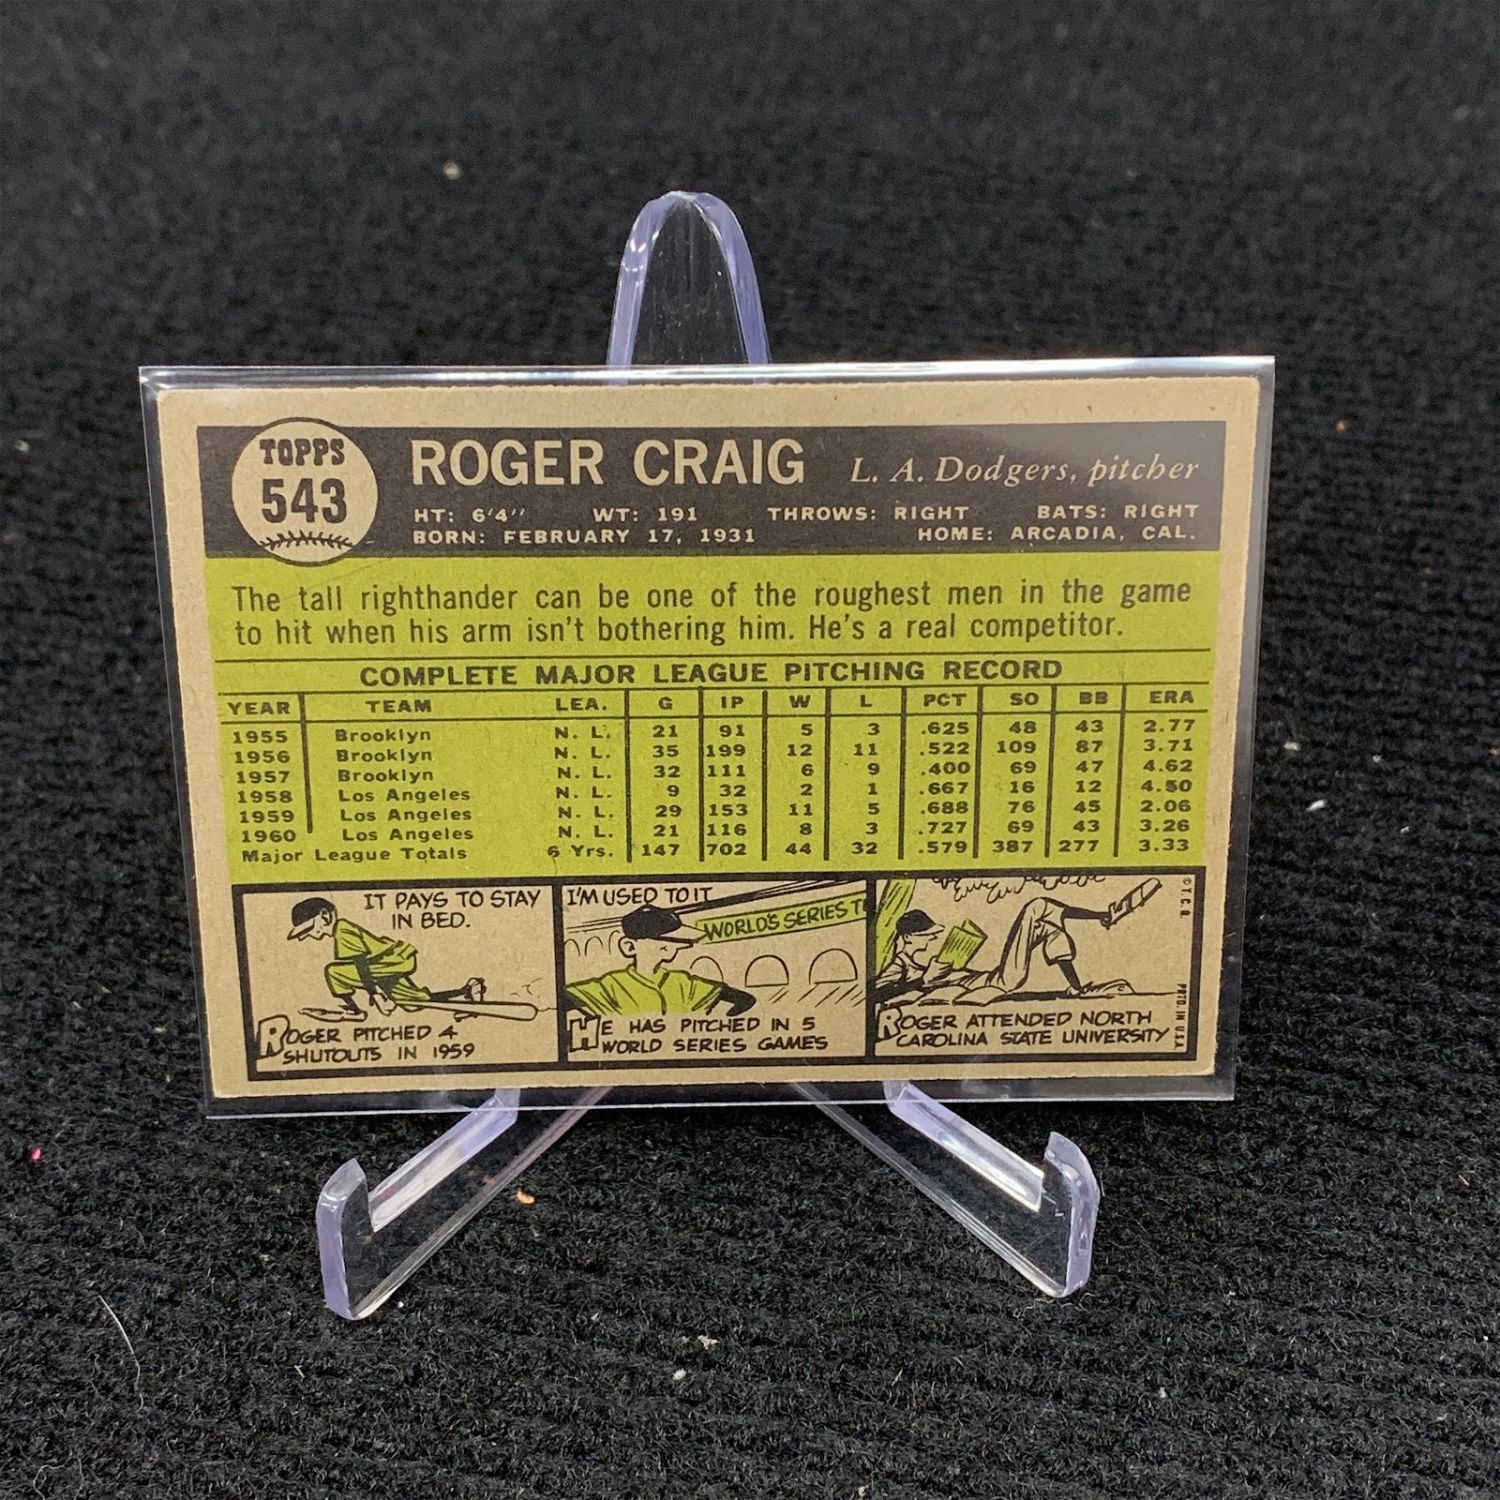 TOPPS
543
ROGER CRAIG L. A. Dodgers, pitcher
HT: 6'4" WT: 191 THROWS: RIGHT BATS: RIGHT
BORN: FEBRUARY 17, 1931 HOME: ARCADIA, CAL.
The tall righthander can be one of the roughest men in the game
to hit when his arm isn't bothering him. He's a real competitor.
COMPLETE MAJOR LEAGUE PITCHING RECORD
YEAR TEAM LEA. G IP W L PCT SO BB ERA
1955 Brooklyn N. L. 21 91 5 3 .625 48 43 2.77
1956 Brooklyn N. L. 35 199 12 11 .522 109 87 3.71
1957 Brooklyn N. L. 32 111 6 9 .400 69 47 4.62
1958 Los Angeles N. L. 9 32 2 1 .667 16 12 4.50
1959 Los Angeles N. L. 29 153 11 5 .688 76 45 2.06
1960 Los Angeles N. L. 21 116 8 3 .727 69 43 3.26
Major League Totals 6 Yrs. 147 702 44 32 .579 387 277 3.33
IT PAYS TO STAY
IN BED.
ROGER PITCHED 4
SHUTOUTS IN 1959
I'M USED TO IT
WORLD'S SERIES T
HE HAS PITCHED IN 5
WORLD SERIES GAMES
ROGER ATTENDED NORTH
CAROLINA STATE UNIVERSITY
© T. C. G. PRTD. IN U.S.A.